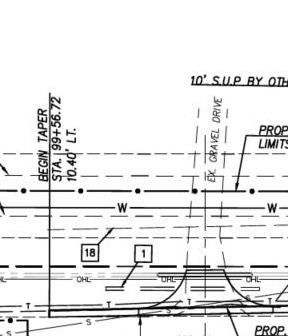 10' S.U.P. BY OTH
BEGIN TAPER
STA. 99+56.72
10.40' LT.
EX. GRAVEL DRIVE
PROP.
LIMITS
W
W
18
1
OHL
OHL
OHL
OHL
T
T
T
T
T
S
S
S
PROP.